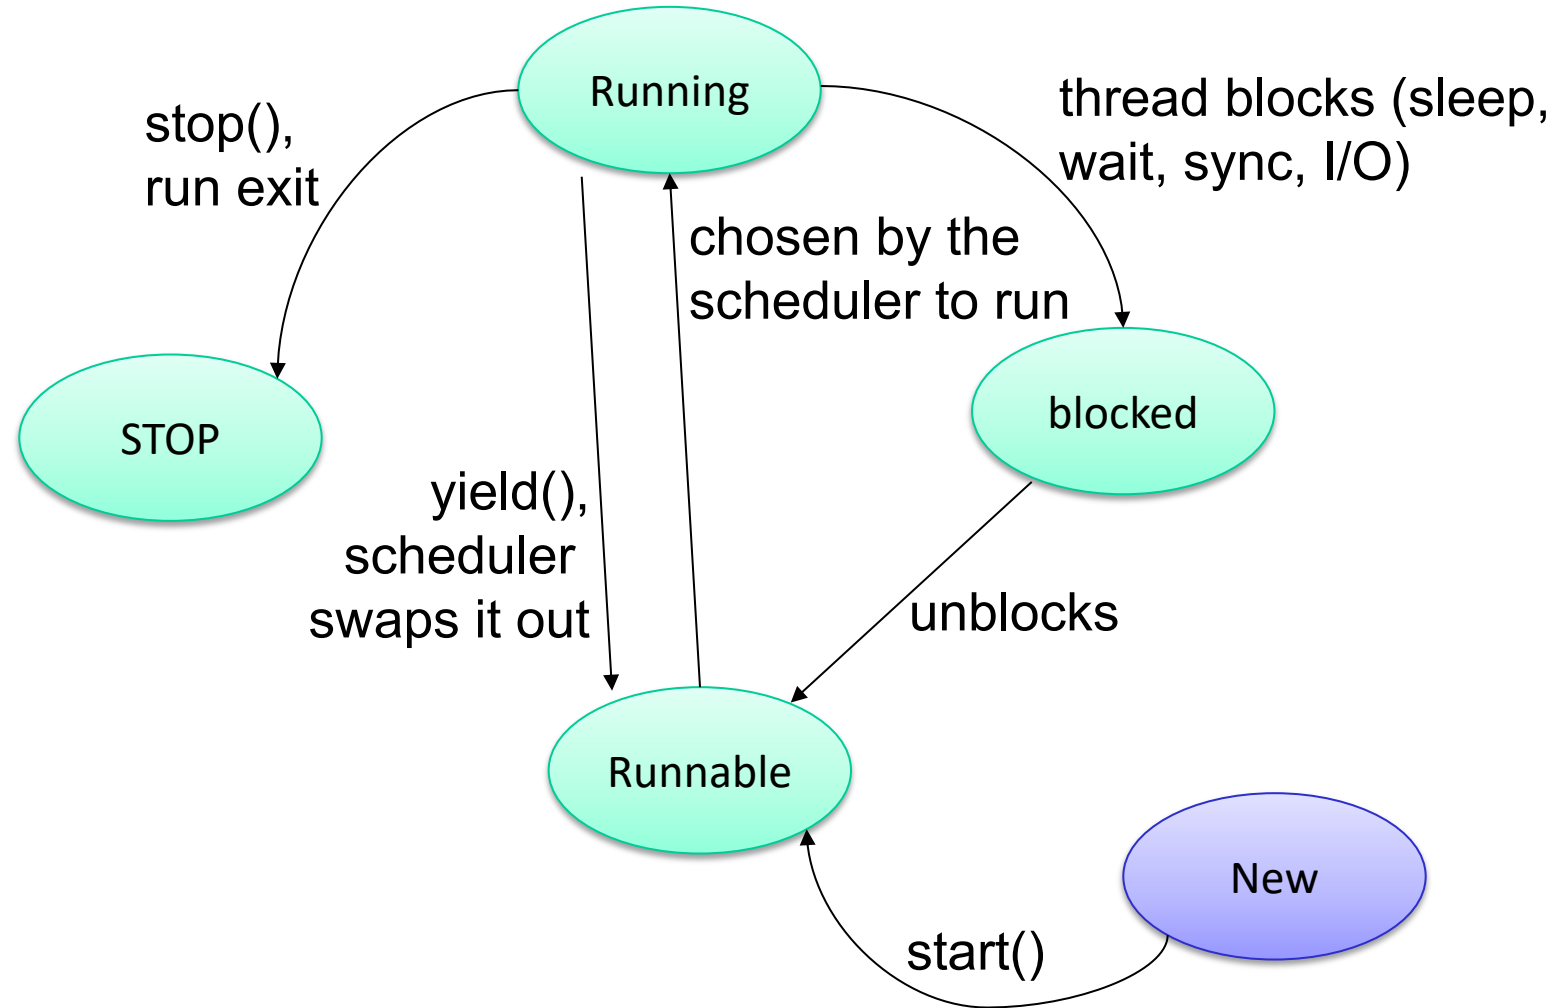 Running
stop(),
run exit
thread blocks (sleep,
wait, sync, I/O)
chosen by the
scheduler to run
STOP
blocked
yield(),
scheduler
swaps it out
unblocks
Runnable
New
start()